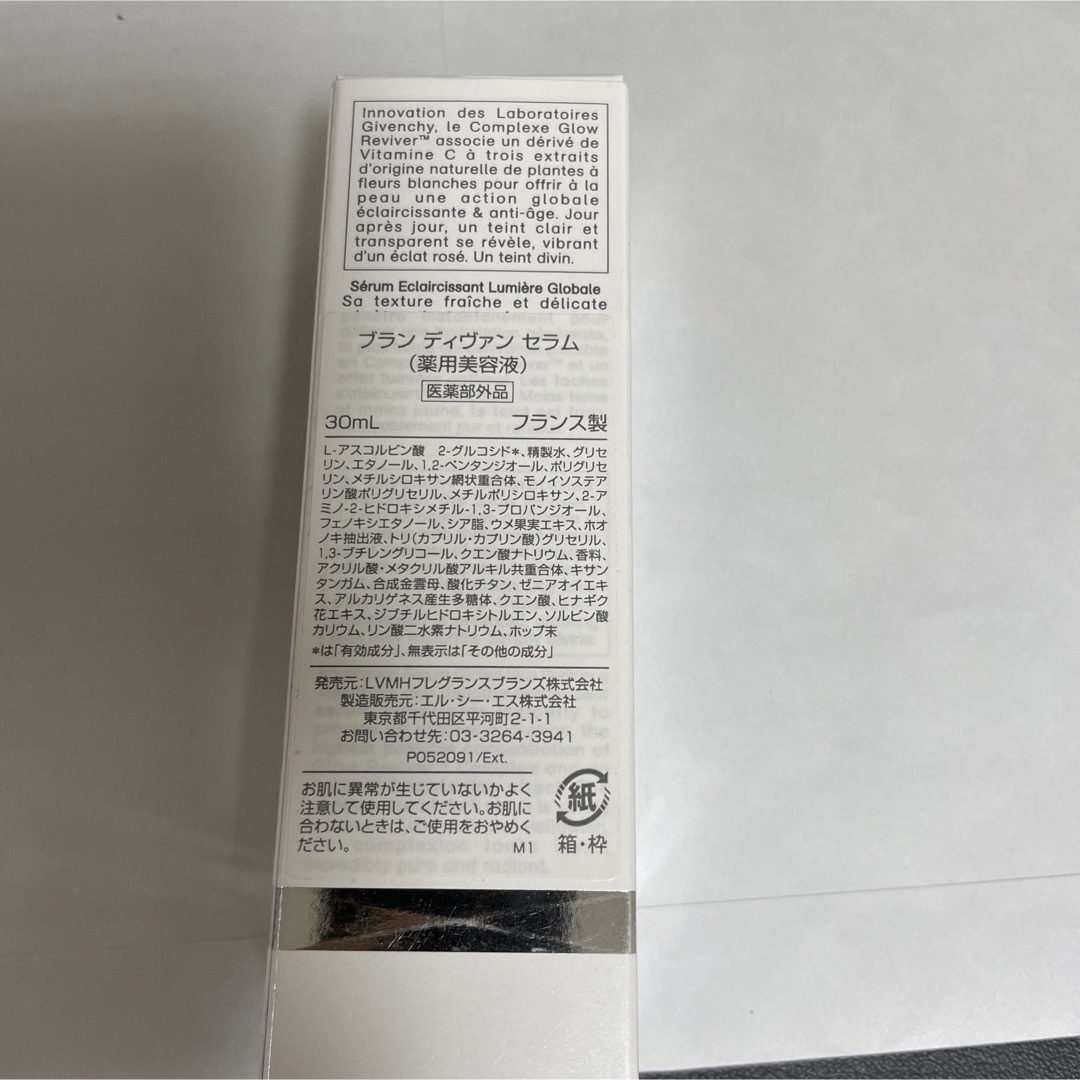 Innovation des Laboratoires
Givenchy, le Complexe Glow
Reviver™ associe un dérivé de
Vitamine C à trois extraits
d'origine naturelle de plantes à
fleurs blanches pour offrir à la
peau une action globale
éclaircissante & anti-âge. Jour
après jour, un teint clair et
transparent se révèle, vibrant
d'un éclat rosé. Un teint divin.
Sérum Eclaircissant Lumière Globale
Sa texture fraîche et délicate
ブラン ディヴァン セラム
(薬用美容液)
医薬部外品
30mL フランス製
L-アスコルビン酸 2-グルコシド*、精製水、グリセ
リン、エタノール、1,2-ペンタンジオール、ポリグリセ
リン、メチルシロキサン網状重合体、モノイソステア
リン酸ポリグリセリル、メチルポリシロキサン、2-ア
ミノ-2-ヒドロキシメチル-1,3-プロパンジオール、
フェノキシエタノール、シア脂、ウメ果実エキス、ホオ
ノキ抽出液、トリ(カプリル・カプリン酸)グリセリル、
1,3-ブチレングリコール、クエン酸ナトリウム、香料、
アクリル酸・メタクリル酸アルキル共重合体、キサン
タンガム、合成金雲母、酸化チタン、ゼニアオイエキ
ス、アルカリゲネス産生多糖体、クエン酸、ヒナギク
花エキス、ジブチルヒドロキシトルエン、ソルビン酸
カリウム、リン酸二水素ナトリウム、ホップ末
*は「有効成分」、無表示は「その他の成分」
発売元:LVMHフレグランスブランズ株式会社
製造販売元:エル・シー・エス株式会社
東京都千代田区平河町2-1-1
お問い合わせ先:03-3264-3941
P052091/Ext.
お肌に異常が生じていないかよく
注意して使用してください。お肌に
合わないときは、ご使用をおやめく
ださい。 M1
紙
箱・枠